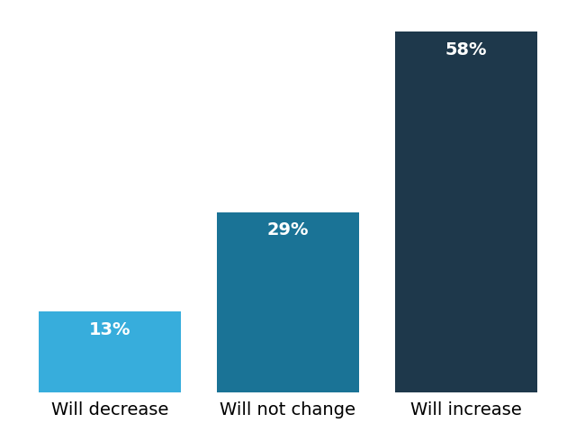 58%
29%
13%
Will decrease
Will not change
Will increase